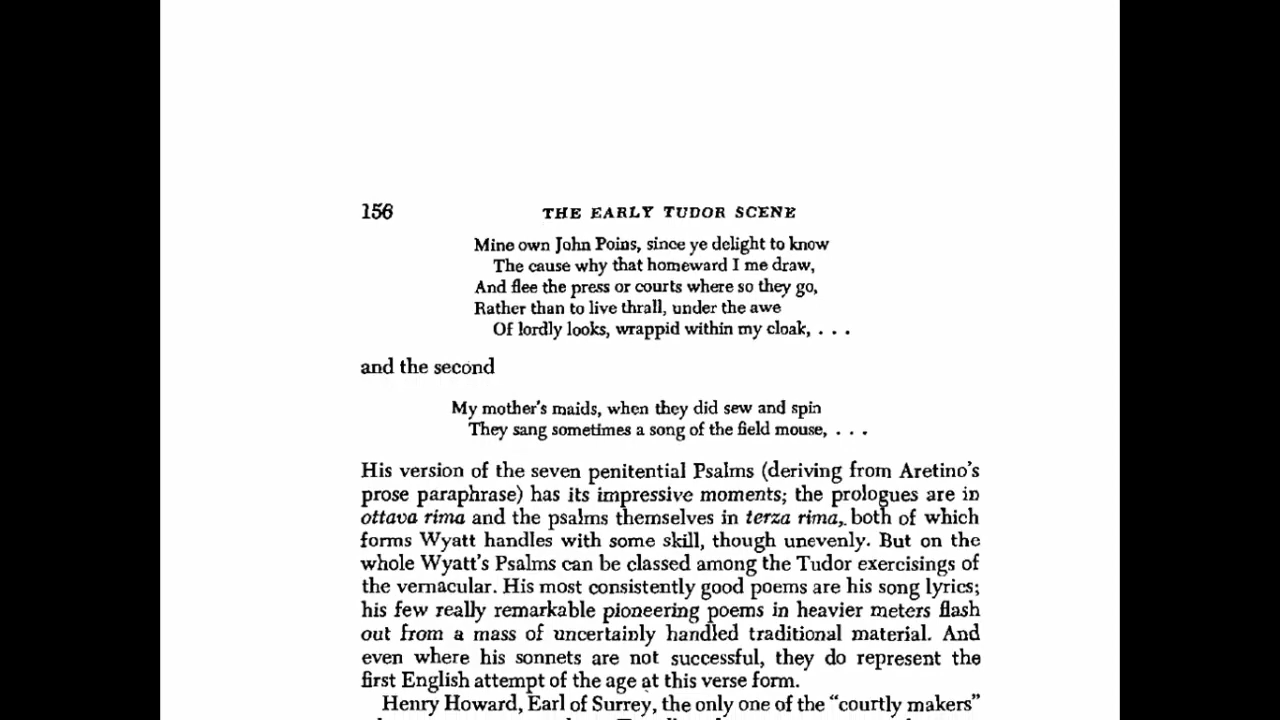 156 THE EARLY TUDOR SCENE
Mine own John Poins, since ye delight to know
The cause why that homeward I me draw,
And flee the press or courts where so they go,
Rather than to live thrall, under the awe
Of lordly looks, wrappid within my cloak, . . .
and the second
My mother's maids, when they did sew and spin
They sang sometimes a song of the field mouse, . . .
His version of the seven penitential Psalms (deriving from Aretino's
prose paraphrase) has its impressive moments; the prologues are in
ottava rima and the psalms themselves in terza rima, both of which
forms Wyatt handles with some skill, though unevenly. But on the
whole Wyatt's Psalms can be classed among the Tudor exercisings of
the vernacular. His most consistently good poems are his song lyrics;
his few really remarkable pioneering poems in heavier meters flash
out from a mass of uncertainly handled traditional material. And
even where his sonnets are not successful, they do represent the
first English attempt of the age at this verse form.
Henry Howard, Earl of Surrey, the only one of the "courtly makers"